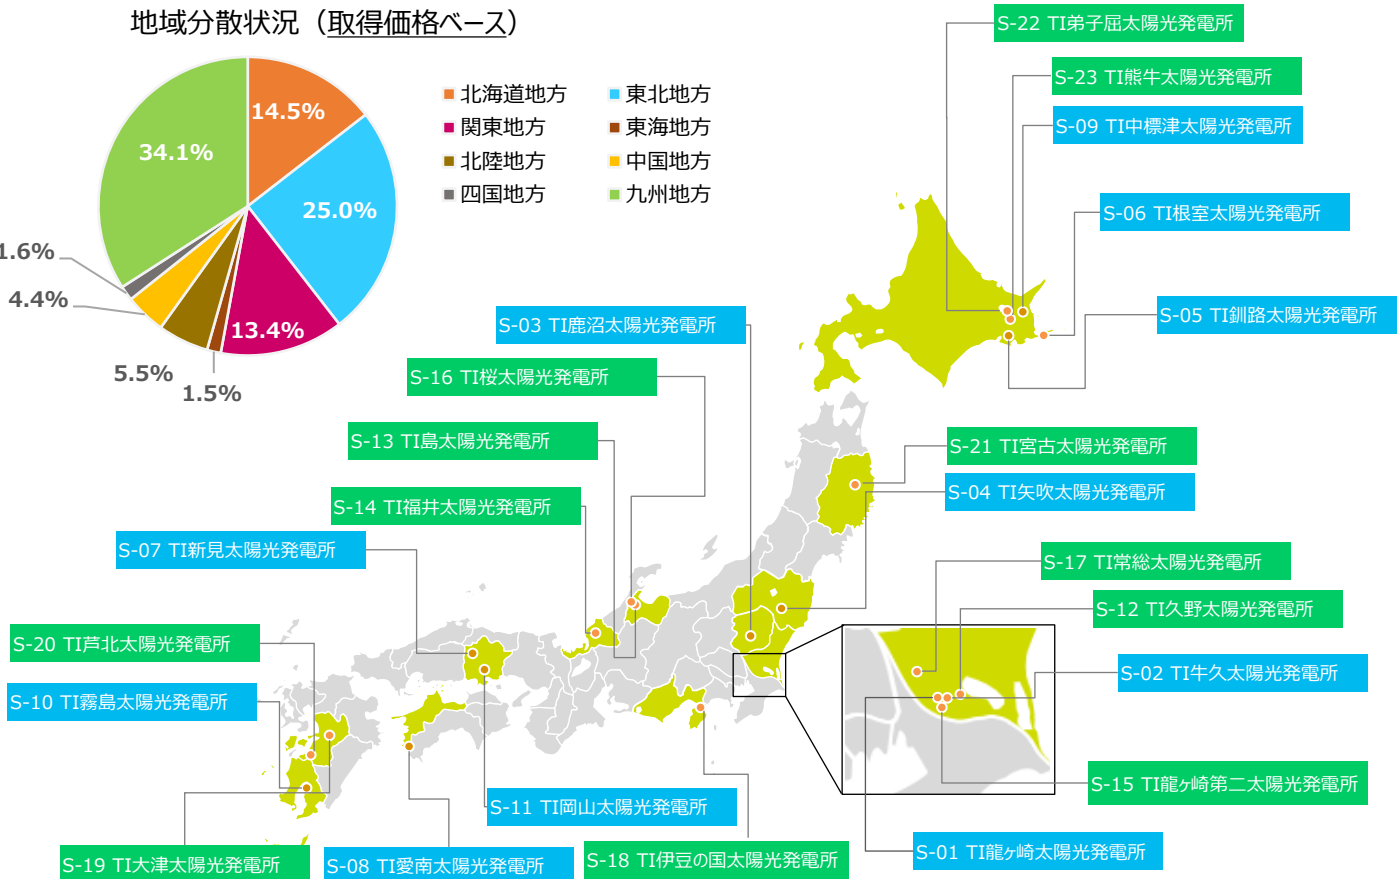 地域分散状況（取得価格ベース）
14.5%
25.0%
13.4%
1.5%
5.5%
4.4%
1.6%
34.1%
北海道地方
東北地方
関東地方
東海地方
北陸地方
中国地方
四国地方
九州地方
S-22 TI弟子屈太陽光発電所
S-23 TI熊牛太陽光発電所
S-09 TI中標津太陽光発電所
S-06 TI根室太陽光発電所
S-05 TI釧路太陽光発電所
S-03 TI鹿沼太陽光発電所
S-16 TI桜太陽光発電所
S-13 TI島太陽光発電所
S-14 TI福井太陽光発電所
S-07 TI新見太陽光発電所
S-21 TI宮古太陽光発電所
S-04 TI矢吹太陽光発電所
S-17 TI常総太陽光発電所
S-12 TI久野太陽光発電所
S-02 TI牛久太陽光発電所
S-15 TI龍ヶ崎第二太陽光発電所
S-01 TI龍ヶ崎太陽光発電所
S-20 TI芦北太陽光発電所
S-10 TI霧島太陽光発電所
S-11 TI岡山太陽光発電所
S-19 TI大津太陽光発電所
S-08 TI愛南太陽光発電所
S-18 TI伊豆の国太陽光発電所